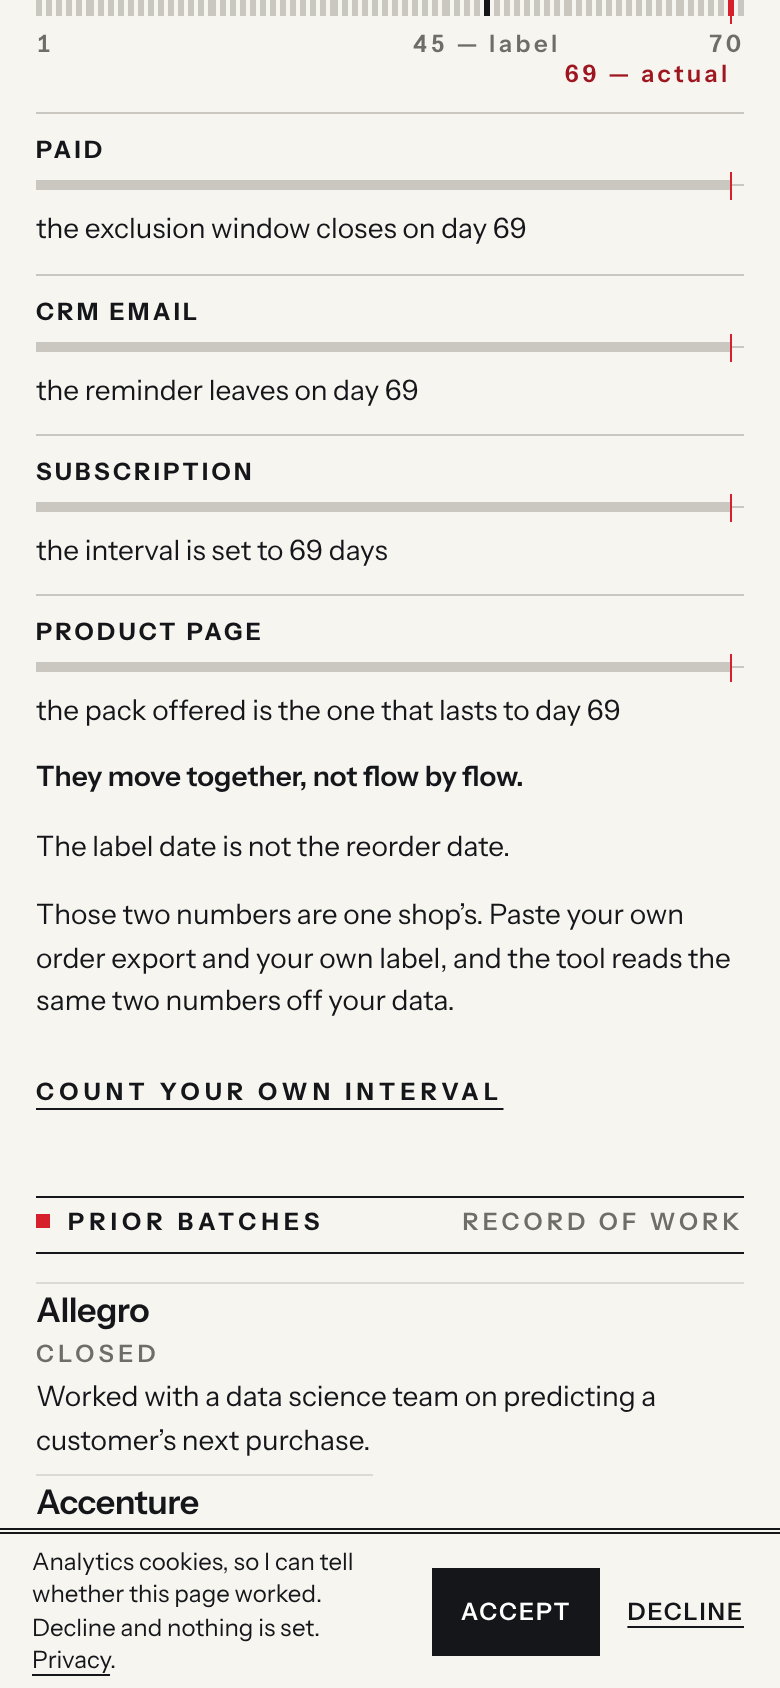 1 45 — label 70
69 — actual
PAID
the exclusion window closes on day 69
CRM EMAIL
the reminder leaves on day 69
SUBSCRIPTION
the interval is set to 69 days
PRODUCT PAGE
the pack offered is the one that lasts to day 69
They move together, not flow by flow.
The label date is not the reorder date.
Those two numbers are one shop’s. Paste your own
order export and your own label, and the tool reads the
same two numbers off your data.
COUNT YOUR OWN INTERVAL
PRIOR BATCHES RECORD OF WORK
Allegro
CLOSED
Worked with a data science team on predicting a
customer’s next purchase.
Accenture
Analytics cookies, so I can tell
whether this page worked.
Decline and nothing is set.
Privacy.
ACCEPT DECLINE